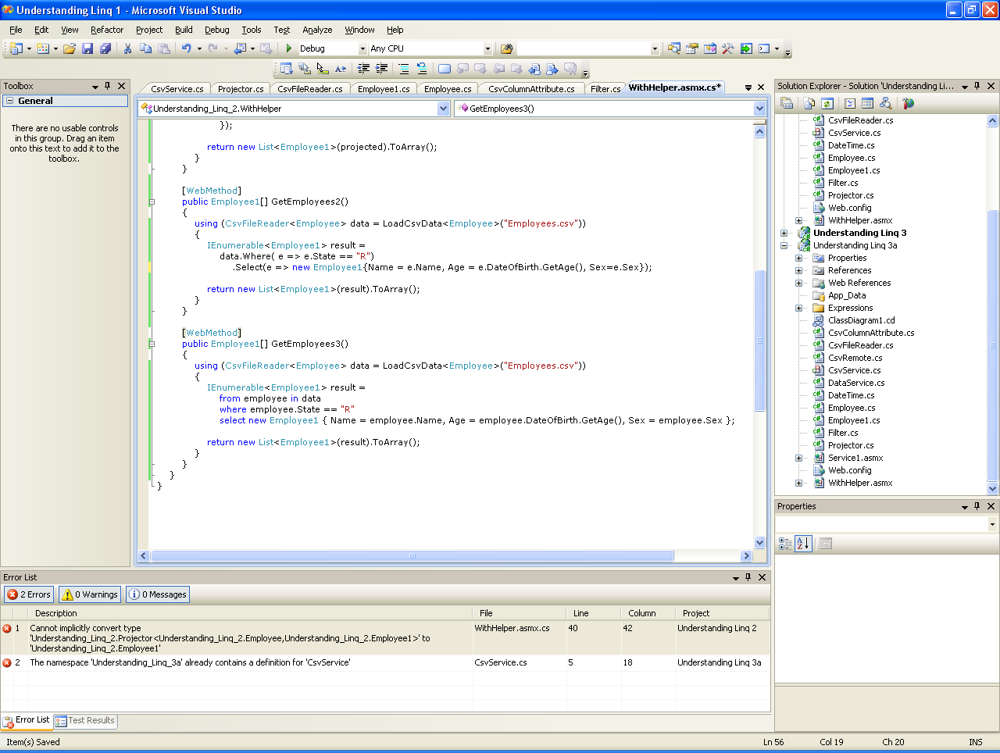 Understanding Linq 1 - Microsoft Visual Studio
File Edit View Refactor Project Build Debug Tools Test Analyze Window Help
Debug Any CPU
Toolbox
General
There are no usable controls
in this group. Drag an item
onto this text to add it to the
toolbox.
CsvService.cs Projector.cs CsvFileReader.cs Employee1.cs Employee.cs CsvColumnAttribute.cs Filter.cs WithHelper.asmx.cs*
Understanding_Linq_2.WithHelper GetEmployees3()
});
return new List<Employee1>(projected).ToArray();
}
}
[WebMethod]
public Employee1[] GetEmployees2()
{
using (CsvFileReader<Employee> data = LoadCsvData<Employee>("Employees.csv"))
{
IEnumerable<Employee1> result =
data.Where( e => e.State == "R")
.Select(e => new Employee1{Name = e.Name, Age = e.DateOfBirth.GetAge(), Sex=e.Sex});
return new List<Employee1>(result).ToArray();
}
}
[WebMethod]
public Employee1[] GetEmployees3()
{
using (CsvFileReader<Employee> data = LoadCsvData<Employee>("Employees.csv"))
{
IEnumerable<Employee1> result =
from employee in data
where employee.State == "R"
select new Employee1 { Name = employee.Name, Age = employee.DateOfBirth.GetAge(), Sex = employee.Sex };
return new List<Employee1>(result).ToArray();
}
}
}
}
Solution Explorer - Solution 'Understanding Li...
CsvFileReader.cs
CsvService.cs
DateTime.cs
Employee.cs
Employee1.cs
Filter.cs
Projector.cs
Web.config
WithHelper.asmx
Understanding Linq 3
Understanding Linq 3a
Properties
References
Web References
App_Data
Expressions
ClassDiagram1.cd
CsvColumnAttribute.cs
CsvFileReader.cs
CsvRemote.cs
CsvService.cs
DataService.cs
DateTime.cs
Employee.cs
Employee1.cs
Filter.cs
Projector.cs
Service1.asmx
Web.config
WithHelper.asmx
Properties
Error List
2 Errors 0 Warnings 0 Messages
Description File Line Column Project
1 Cannot implicitly convert type WithHelper.asmx.cs 40 42 Understanding Linq 2
'Understanding_Linq_2.Projector<Understanding_Linq_2.Employee,Understanding_Linq_2.Employee1>' to
'Understanding_Linq_2.Employee1'
2 The namespace 'Understanding_Linq_3a' already contains a definition for 'CsvService' CsvService.cs 5 18 Understanding Linq 3a
Error List Test Results
Item(s) Saved Ln 56 Col 19 Ch 20 INS